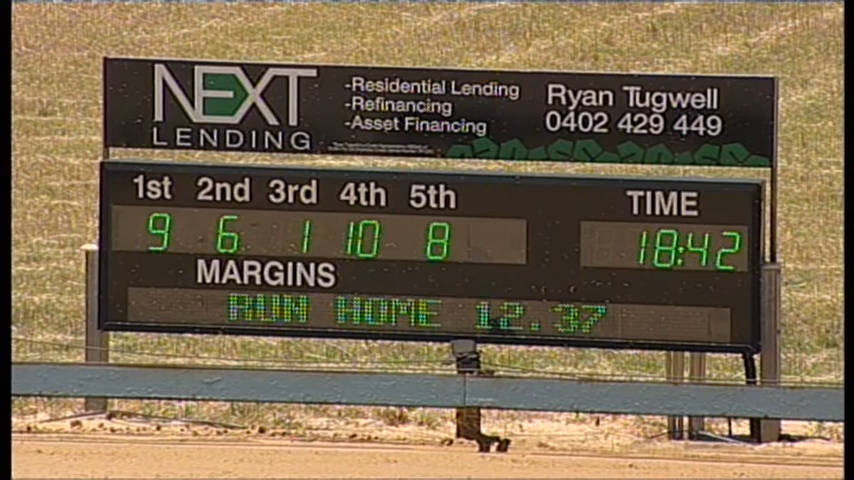 NEXT
LENDING
-Residential Lending
-Refinancing
-Asset Financing
Ryan Tugwell
0402 429 449
1st 2nd 3rd 4th 5th TIME
9 6 1 10 8 18:42
MARGINS
RUN HOME 12.37